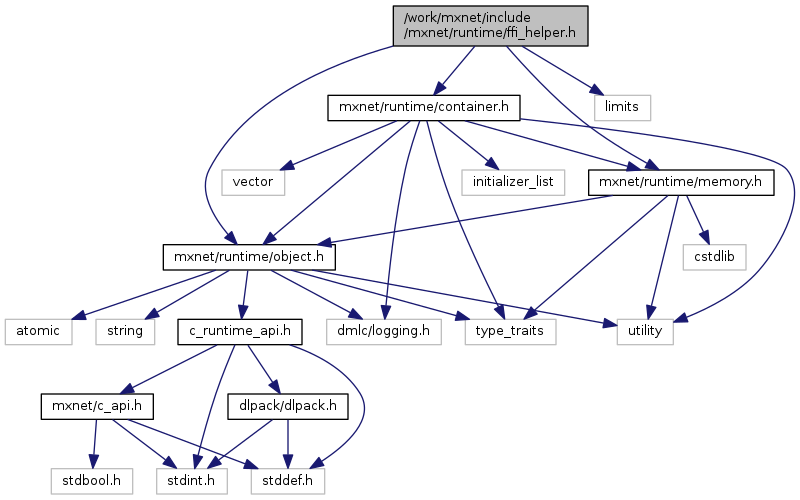 /work/mxnet/include
/mxnet/runtime/ffi_helper.h
mxnet/runtime/container.h
limits
vector
initializer_list
mxnet/runtime/memory.h
mxnet/runtime/object.h
cstdlib
atomic
string
c_runtime_api.h
dmlc/logging.h
type_traits
utility
mxnet/c_api.h
dlpack/dlpack.h
stdbool.h
stdint.h
stddef.h